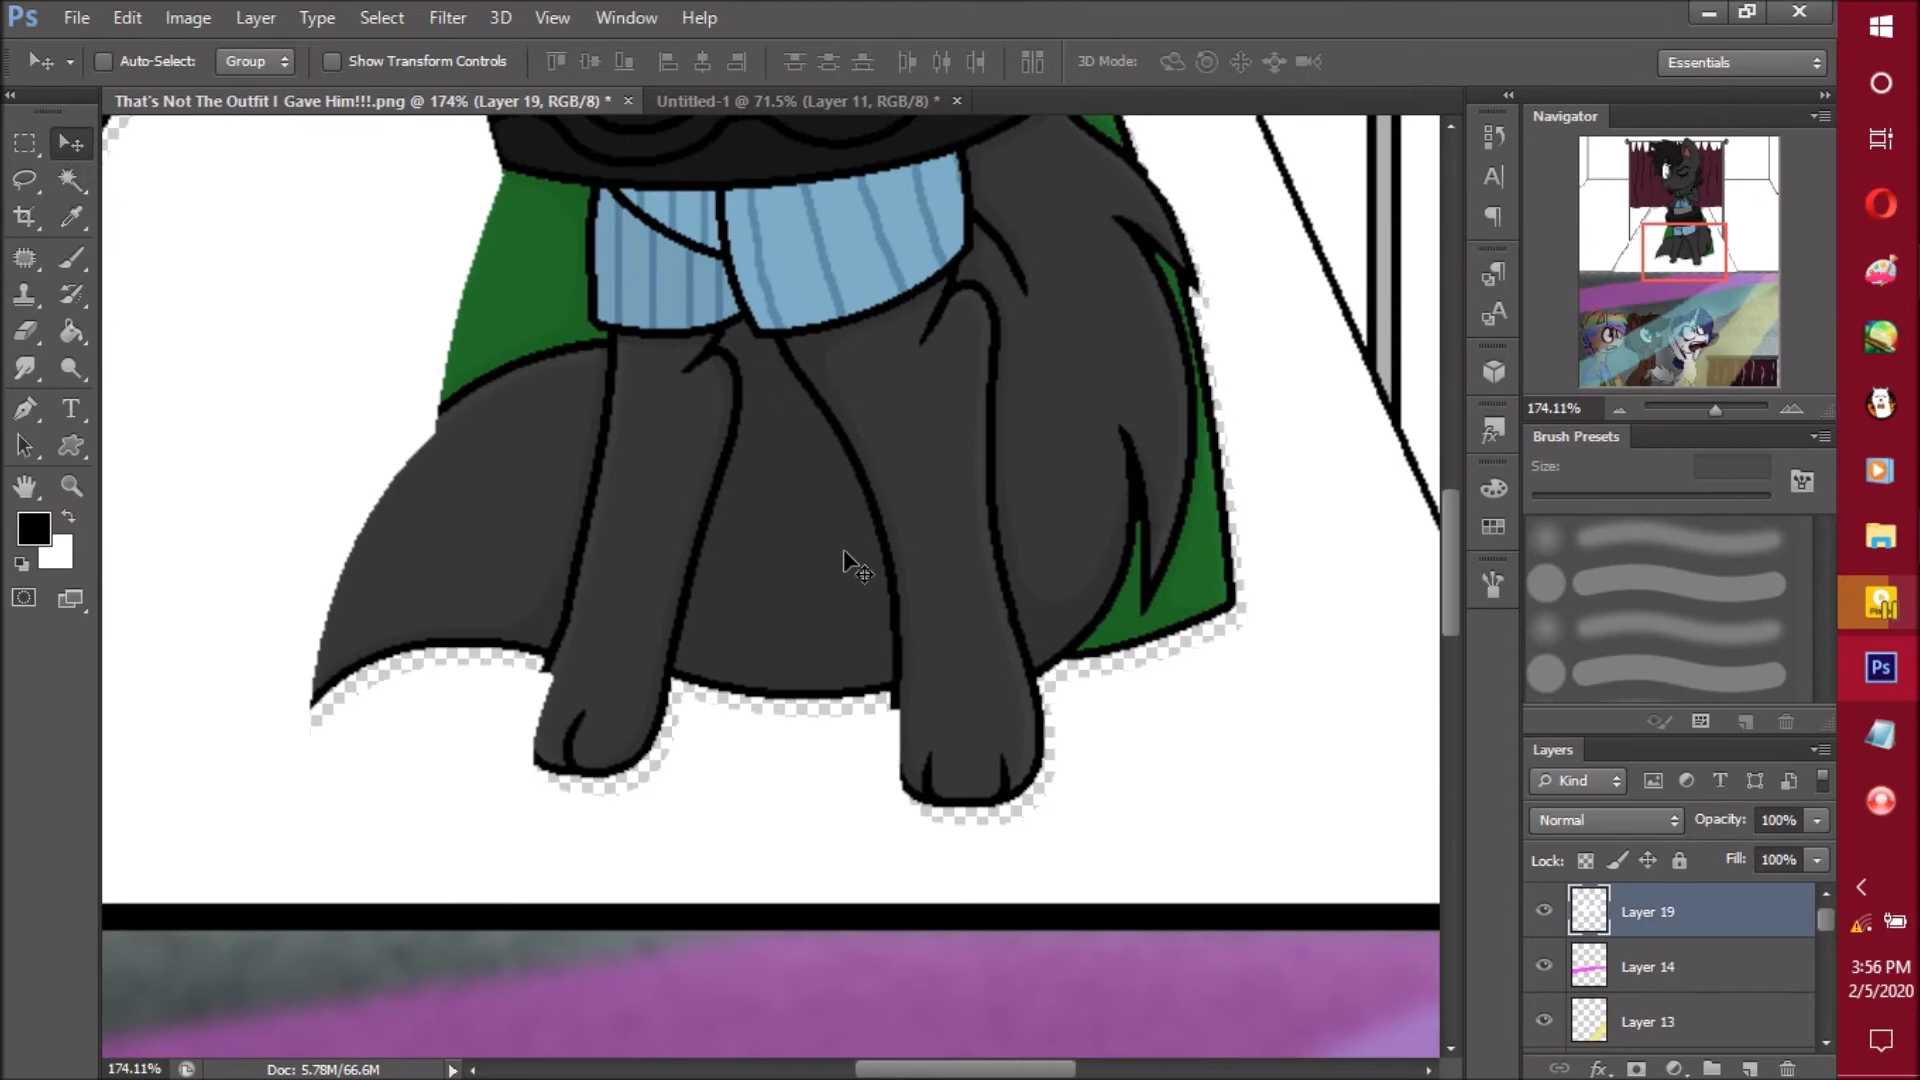 Ps File Edit Image Layer Type Select Filter 3D View Window Help
Auto-Select: Group Show Transform Controls 3D Mode: Essentials
That's Not The Outfit I Gave Him!!!.png @ 174% (Layer 19, RGB/8) * × Untitled-1 @ 71.5% (Layer 11, RGB/8) * ×
Navigator
174.11%
Brush Presets
Size:
Layers
Kind
Normal Opacity: 100%
Lock: Fill: 100%
Layer 19
Layer 14
Layer 13
174.11% Doc: 5.78M/66.6M
Ps
3:56 PM
2/5/2020